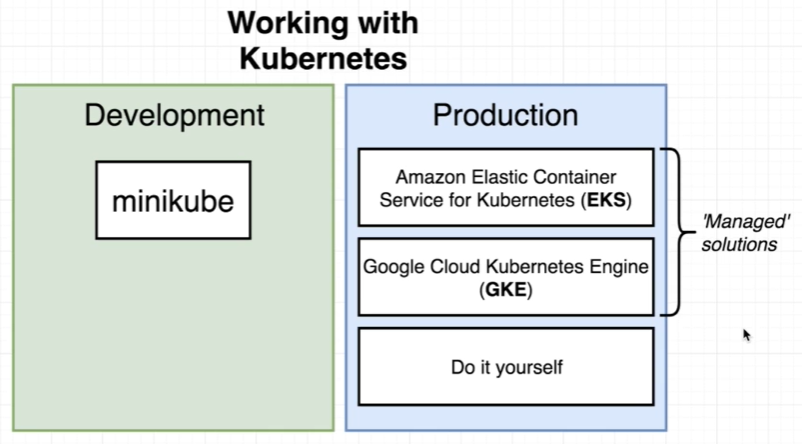 Working with
Kubernetes
Development
minikube
Production
Amazon Elastic Container
Service for Kubernetes (EKS)
Google Cloud Kubernetes Engine
(GKE)
Do it yourself
'Managed'
solutions